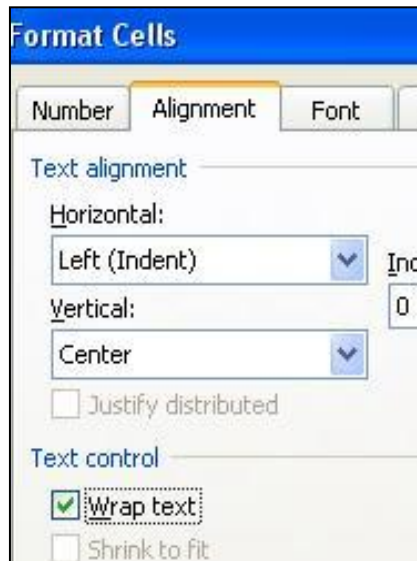 Format Cells
Number Alignment Font
Text alignment
Horizontal:
Left (Indent)
Vertical:
0
Center
Justify distributed
Text control
Wrap text
Shrink to fit